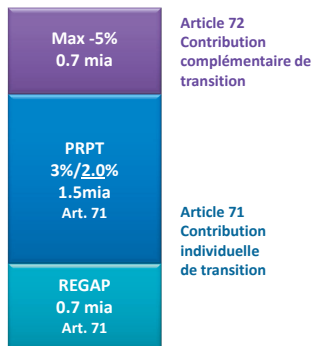 Max -5%
0.7 mia
Article 72
Contribution
complémentaire de
transition
PRPT
3%/2.0%
1.5mia
Art. 71
Article 71
Contribution
individuelle
de transition
REGAP
0.7 mia
Art. 71